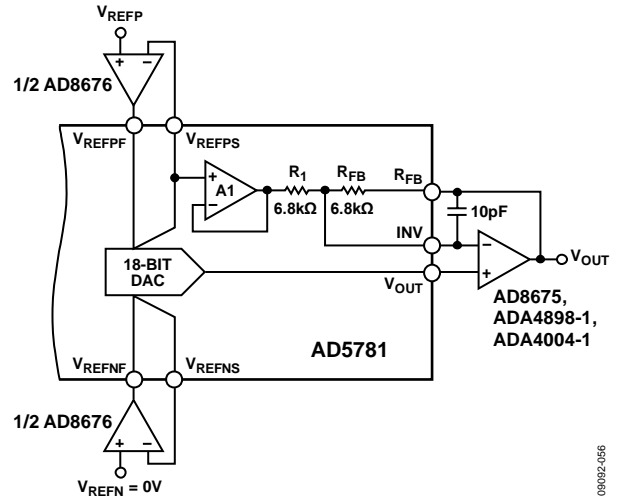 VREFP
1/2 AD8676
+ −
VREFPF
VREFPS
+
A1
−
R1
6.8kΩ
RFB
6.8kΩ
RFB
10pF
INV
−
+
VOUT
18-BIT
DAC
VOUT
AD8675,
ADA4898-1,
ADA4004-1
AD5781
VREFNF
VREFNS
1/2 AD8676
+ −
VREFN = 0V
09092-056